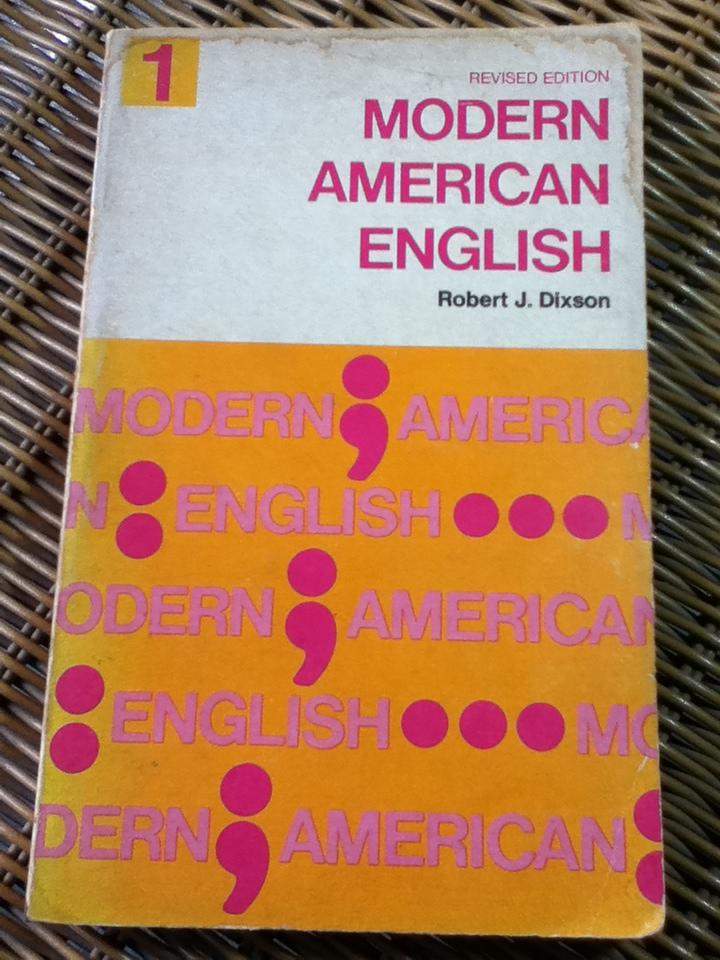 1
REVISED EDITION
MODERN
AMERICAN
ENGLISH
Robert J. Dixson
MODERN;AMERICA
N:ENGLISH...M
ODERN;AMERICAN
:ENGLISH...MO
DERN;AMERICAN: